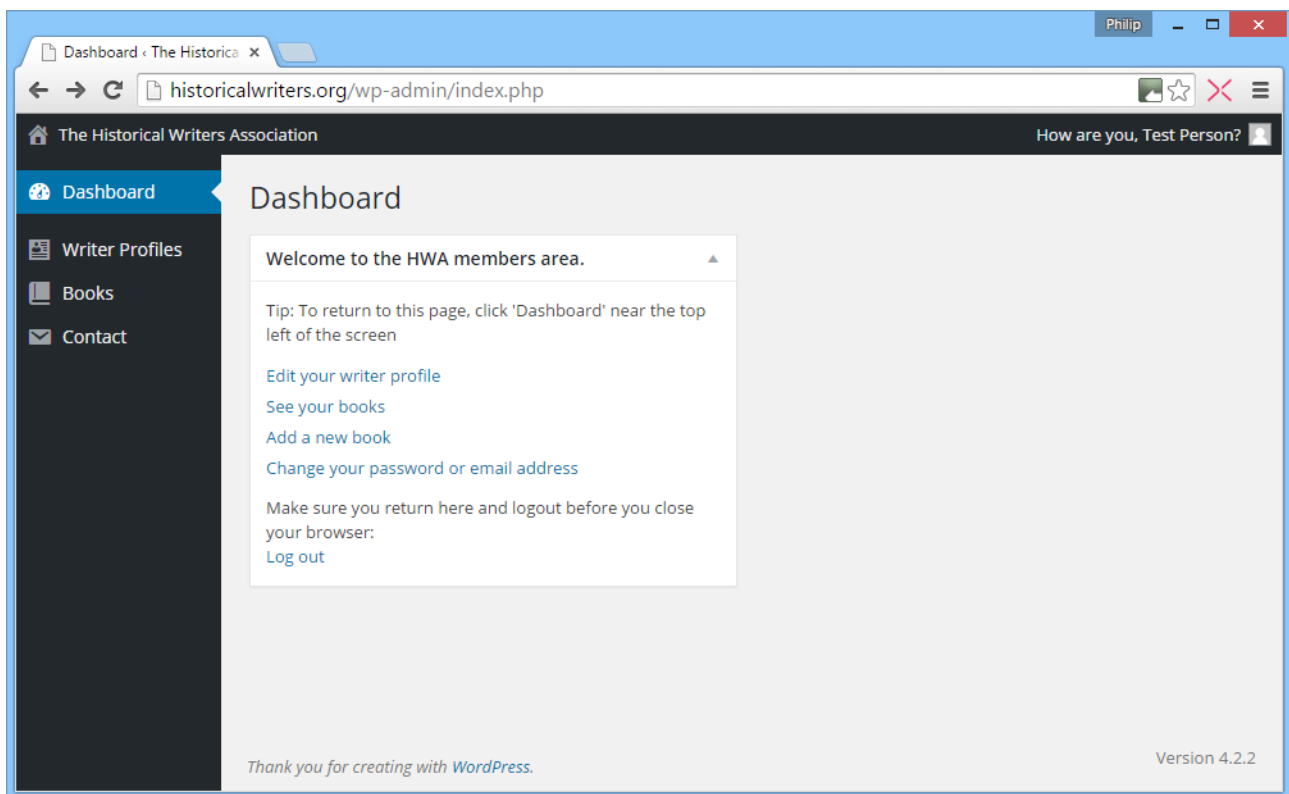 Philip
Dashboard ‹ The Historica
historicalwriters.org/wp-admin/index.php
The Historical Writers Association
How are you, Test Person?
Dashboard
Writer Profiles
Books
Contact
Dashboard
Welcome to the HWA members area.
Tip: To return to this page, click 'Dashboard' near the top
left of the screen
Edit your writer profile
See your books
Add a new book
Change your password or email address
Make sure you return here and logout before you close
your browser:
Log out
Thank you for creating with WordPress.
Version 4.2.2